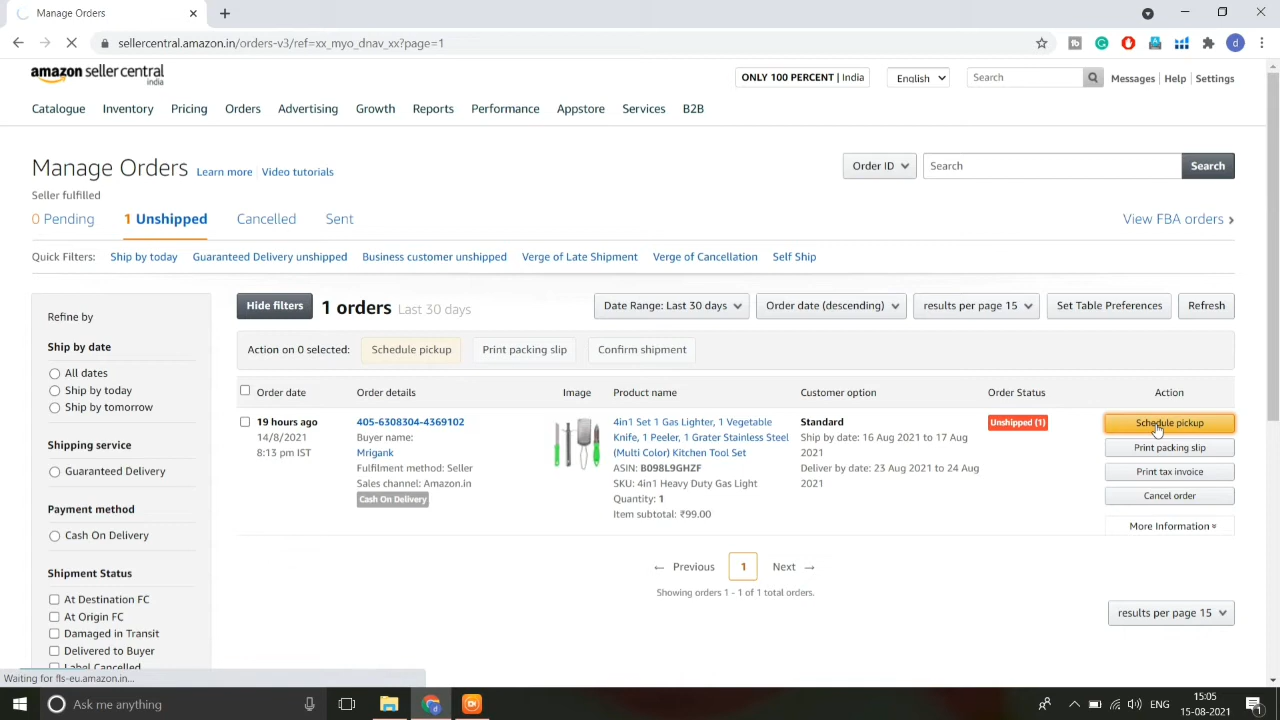 Manage Orders
sellercentral.amazon.in/orders-v3/ref=xx_myo_dnav_xx?page=1
amazon seller central
india
ONLY 100 PERCENT | India
English
Search
Messages | Help | Settings
Catalogue Inventory Pricing Orders Advertising Growth Reports Performance Appstore Services B2B
Manage Orders Learn more | Video tutorials
Order ID
Search
Search
Seller fulfilled
0 Pending 1 Unshipped Cancelled Sent
View FBA orders
Quick Filters: Ship by today Guaranteed Delivery unshipped Business customer unshipped Verge of Late Shipment Verge of Cancellation Self Ship
Hide filters 1 orders Last 30 days
Date Range: Last 30 days Order date (descending) results per page 15 Set Table Preferences Refresh
Refine by
Ship by date
All dates
Ship by today
Ship by tomorrow
Shipping service
Guaranteed Delivery
Payment method
Cash On Delivery
Shipment Status
At Destination FC
At Origin FC
Damaged in Transit
Delivered to Buyer
Label Cancelled
Action on 0 selected: Schedule pickup Print packing slip Confirm shipment
Order date Order details Image Product name Customer option Order Status Action
19 hours ago
14/8/2021
8:13 pm IST
405-6308304-4369102
Buyer name:
Mrigank
Fulfilment method: Seller
Sales channel: Amazon.in
Cash On Delivery
4in1 Set 1 Gas Lighter, 1 Vegetable
Knife, 1 Peeler, 1 Grater Stainless Steel
(Multi Color) Kitchen Tool Set
ASIN: B098L9GHZF
SKU: 4in1 Heavy Duty Gas Light
Quantity: 1
Item subtotal: ₹99.00
Standard
Ship by date: 16 Aug 2021 to 17 Aug
2021
Deliver by date: 23 Aug 2021 to 24 Aug
2021
Unshipped (1)
Schedule pickup
Print packing slip
Print tax invoice
Cancel order
More Information
← Previous 1 Next →
Showing orders 1 - 1 of 1 total orders.
results per page 15
Waiting for fls-eu.amazon.in...
Ask me anything
ENG
15:05
15-08-2021